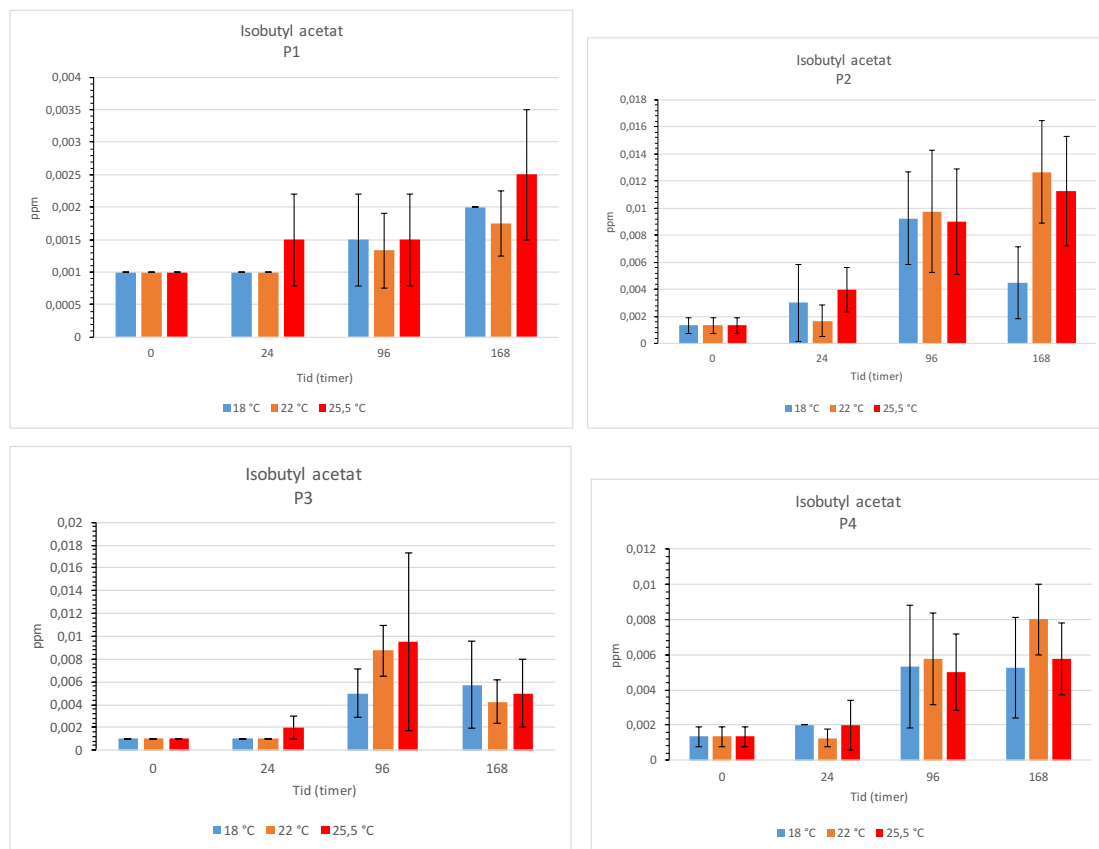 Isobutyl acetat
P1
0,004
0,0035
0,003
0,0025
0,002
0,0015
0,001
0,0005
0
ppm
0 24 96 168
Tid (timer)
18 °C 22 °C 25,5 °C
Isobutyl acetat
P2
0,018
0,016
0,014
0,012
0,01
0,008
0,006
0,004
0,002
0
ppm
0 24 96 168
Tid (timer)
18 °C 22 °C 25,5 °C
Isobutyl acetat
P3
0,02
0,018
0,016
0,014
0,012
0,01
0,008
0,006
0,004
0,002
0
ppm
0 24 96 168
Tid (timer)
18 °C 22 °C 25,5 °C
Isobutyl acetat
P4
0,012
0,01
0,008
0,006
0,004
0,002
0
ppm
0 24 96 168
Tid (timer)
18 °C 22 °C 25,5 °C